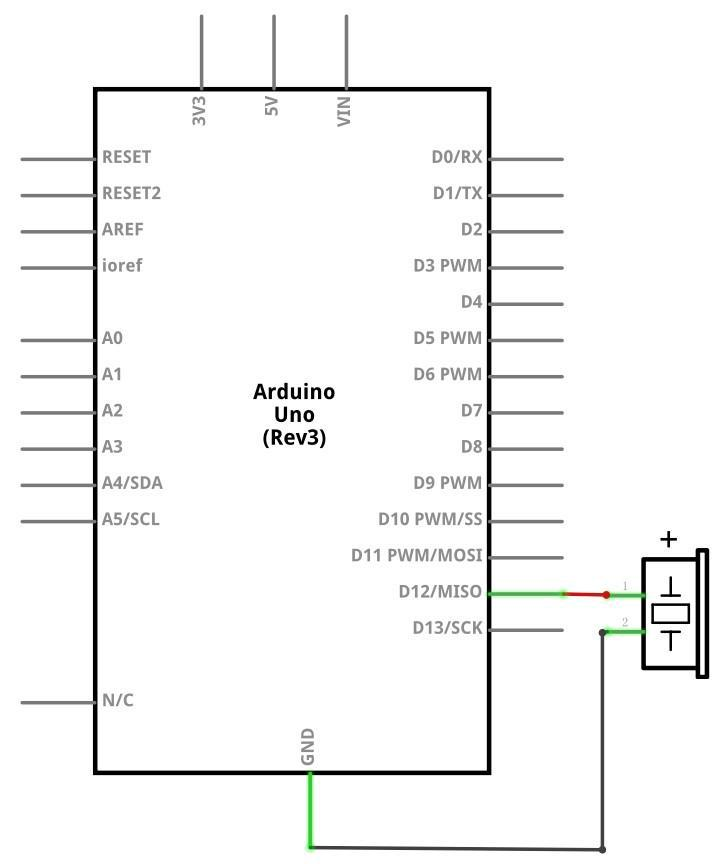 3V3
5V
VIN
RESET
RESET2
AREF
ioref
A0
A1
A2
A3
A4/SDA
A5/SCL
N/C
Arduino
Uno
(Rev3)
D0/RX
D1/TX
D2
D3 PWM
D4
D5 PWM
D6 PWM
D7
D8
D9 PWM
D10 PWM/SS
D11 PWM/MOSI
D12/MISO
D13/SCK
GND
+
1
2